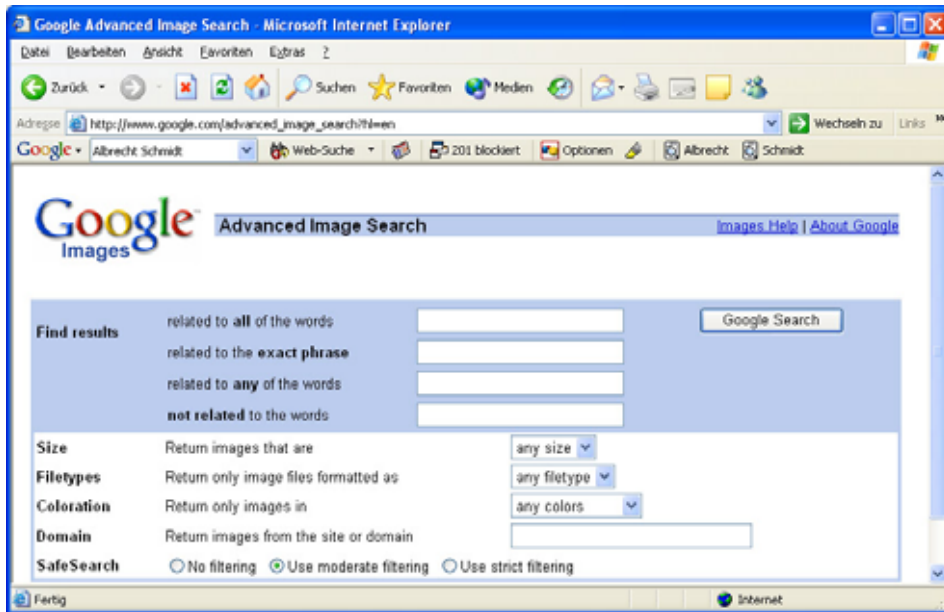 Google Advanced Image Search - Microsoft Internet Explorer
Datei Bearbeiten Ansicht Favoriten Extras ?
Zurück Suchen Favoriten Medien
Adresse http://www.google.com/advanced_image_search?hl=en Wechseln zu Links »
Google Albrecht Schmidt Web-Suche 201 blockiert Optionen Albrecht Schmidt
Google Images Advanced Image Search Images Help | About Google
Find results related to all of the words Google Search
related to the exact phrase
related to any of the words
not related to the words
Size Return images that are any size
Filetypes Return only image files formatted as any filetype
Coloration Return only images in any colors
Domain Return images from the site or domain
SafeSearch No filtering Use moderate filtering Use strict filtering
Fertig Internet